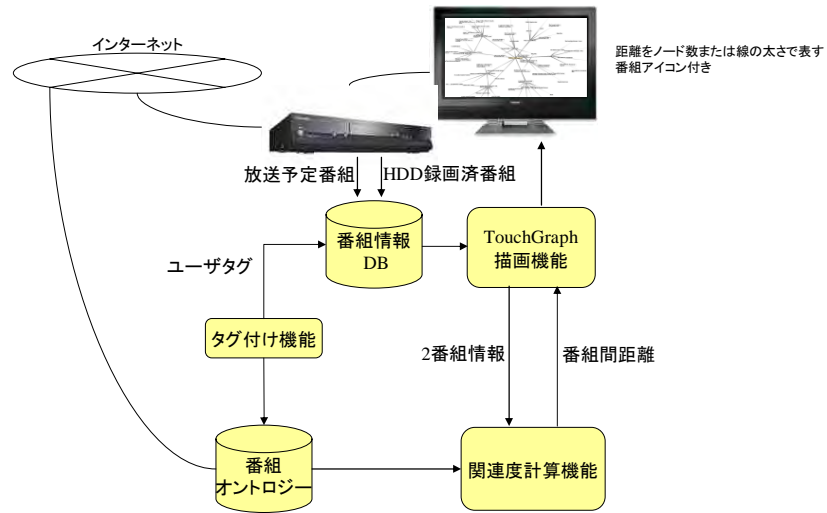 インターネット
距離をノード数または線の太さで表す
番組アイコン付き
放送予定番組
HDD録画済番組
番組情報
DB
TouchGraph
描画機能
ユーザタグ
タグ付け機能
2番組情報
番組間距離
番組
オントロジー
関連度計算機能